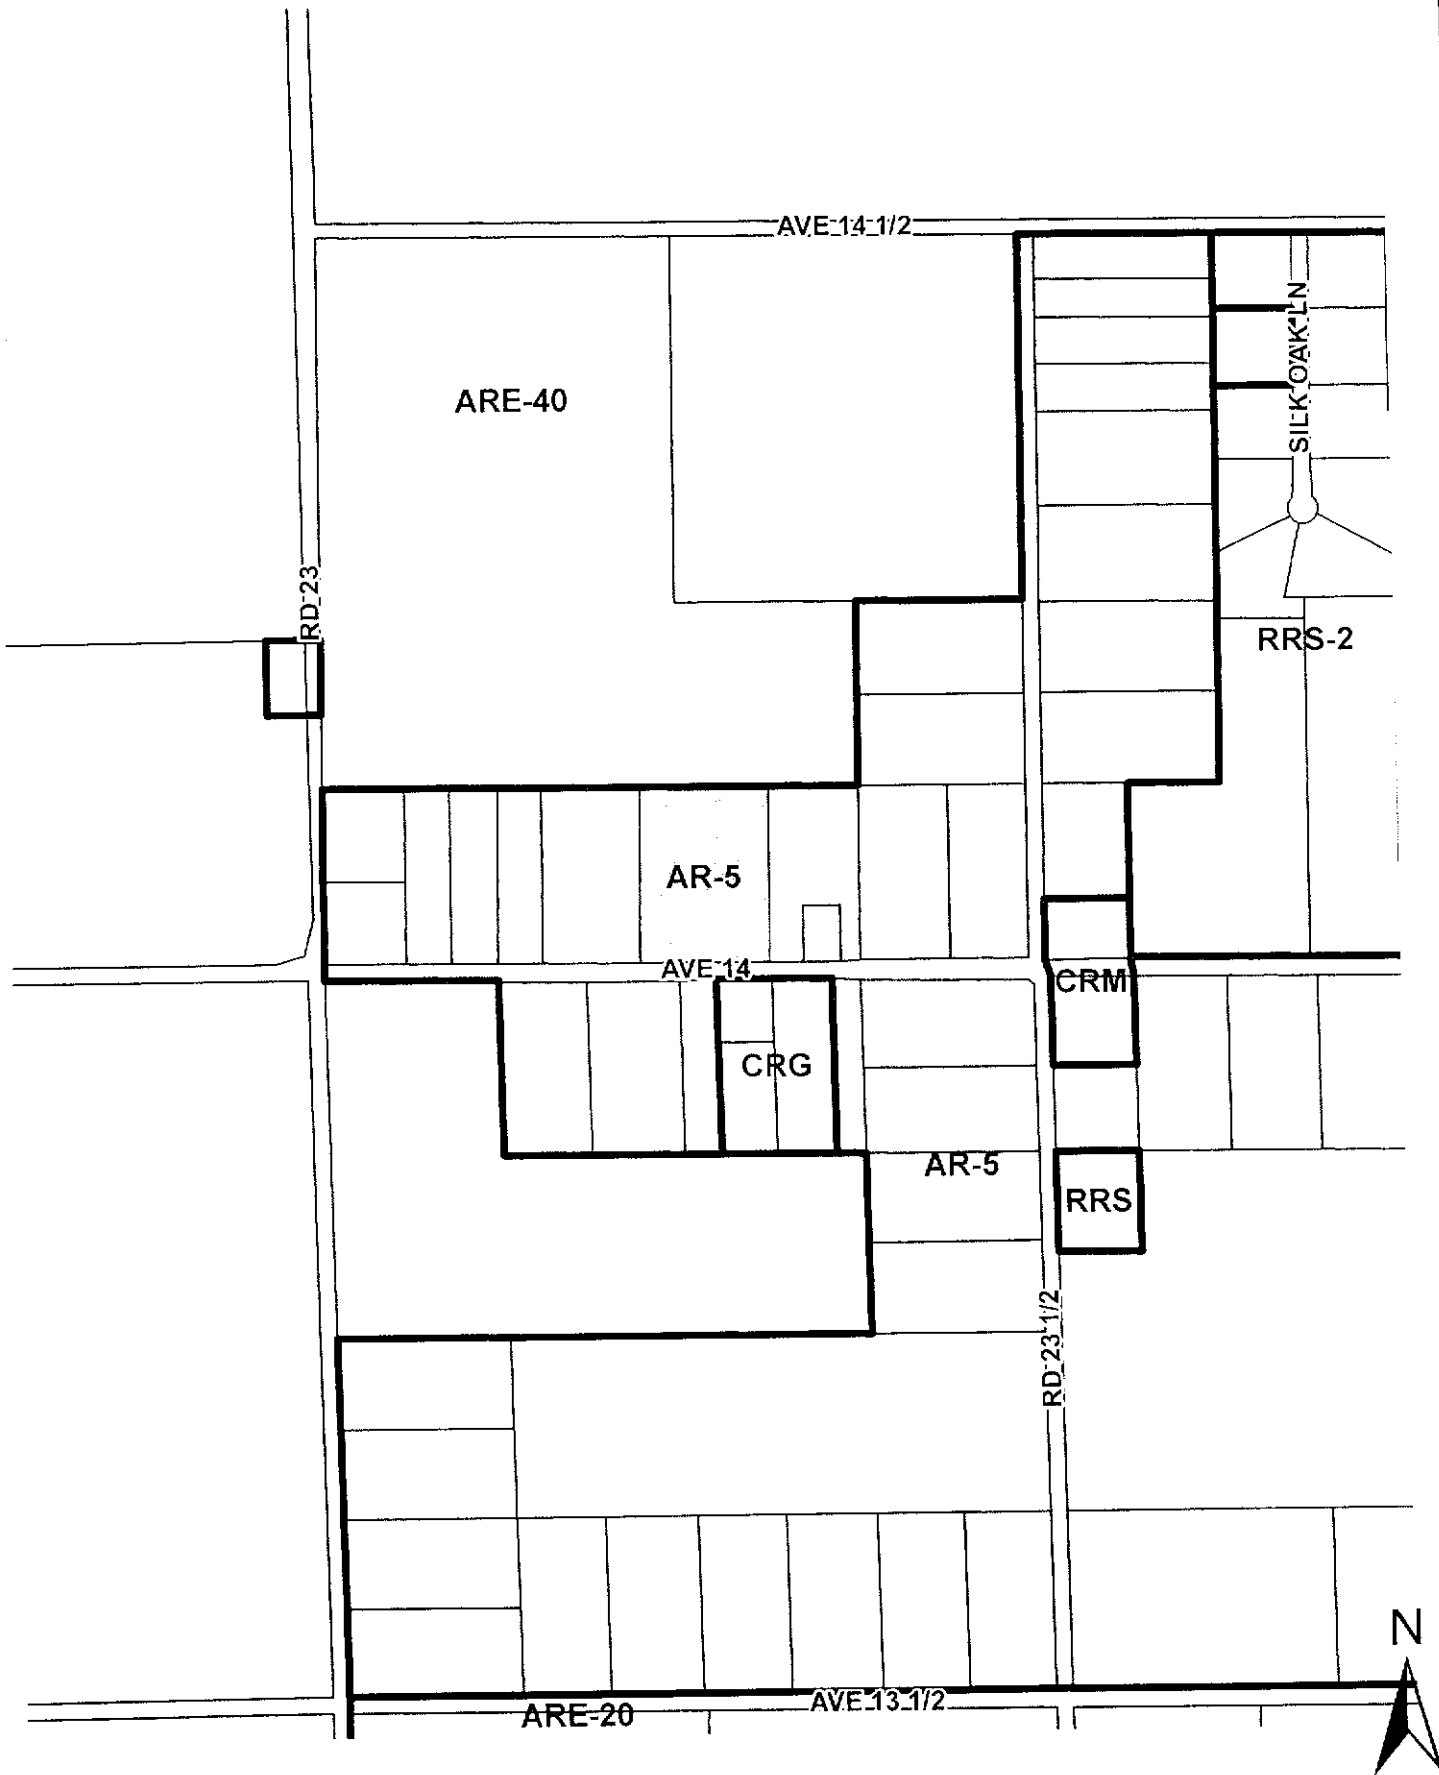 AVE 14 1/2
SILK OAK LN
ARE-40
RD 23
RRS-2
AR-5
AVE 14
CRM
CRG
AR-5
RRS
RD 23 1/2
N
AVE 13 1/2
ARE-20